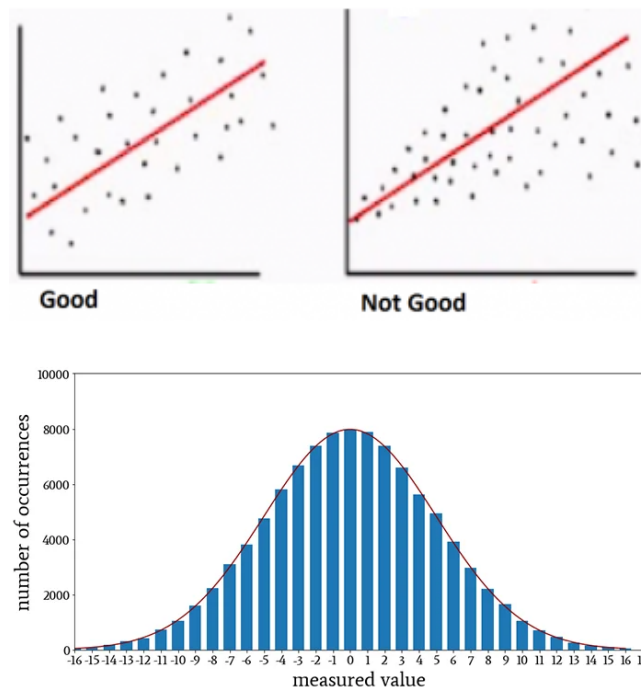 Good
Not Good
10000
8000
6000
4000
2000
0
number of occurrences
-16 -15 -14 -13 -12 -11 -10 -9 -8 -7 -6 -5 -4 -3 -2 -1 0 1 2 3 4 5 6 7 8 9 10 11 12 13 14 15 16
measured value